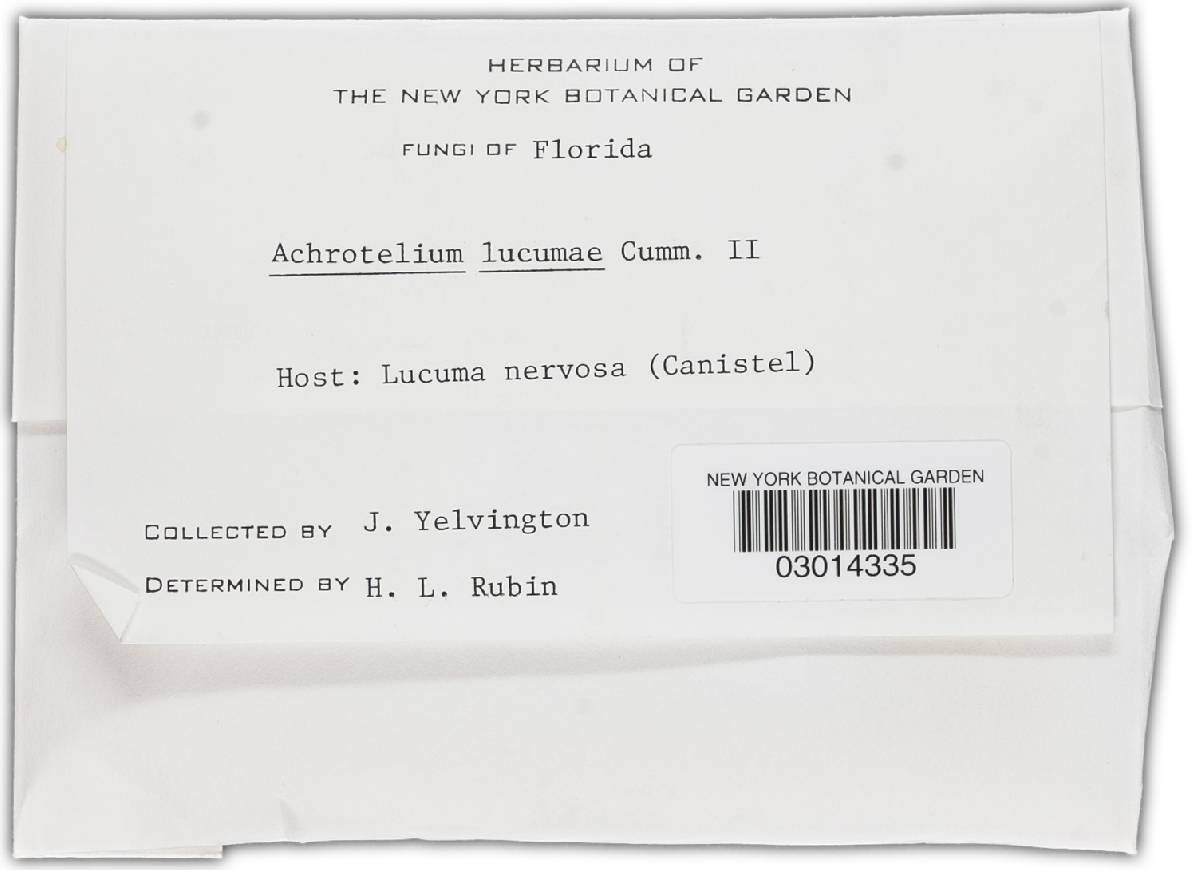 HERBARIUM OF
THE NEW YORK BOTANICAL GARDEN
FUNGI OF Florida
Achrotelium lucumae Cumm. II
Host: Lucuma nervosa (Canistel)
COLLECTED BY J. Yelvington
DETERMINED BY H. L. Rubin
NEW YORK BOTANICAL GARDEN
03014335